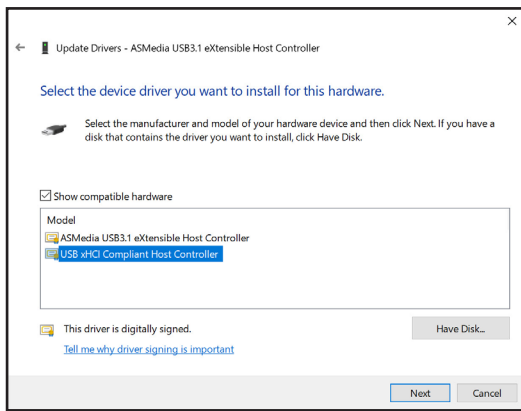 Update Drivers - ASMedia USB3.1 eXtensible Host Controller
Select the device driver you want to install for this hardware.
Select the manufacturer and model of your hardware device and then click Next. If you have a
disk that contains the driver you want to install, click Have Disk.
Show compatible hardware
Model
ASMedia USB3.1 eXtensible Host Controller
USB xHCI Compliant Host Controller
This driver is digitally signed.
Have Disk...
Tell me why driver signing is important
Next
Cancel